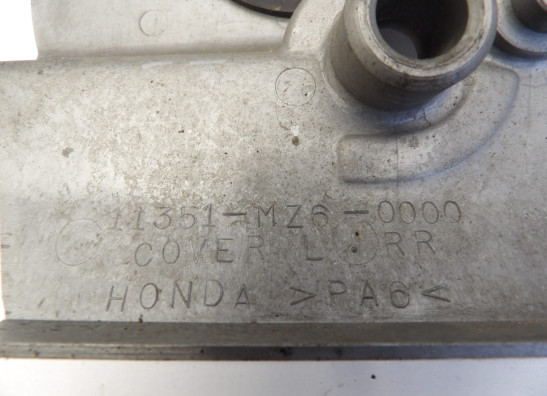 11351-MZ6-0000
COVER L RR
HONDA >PA6<